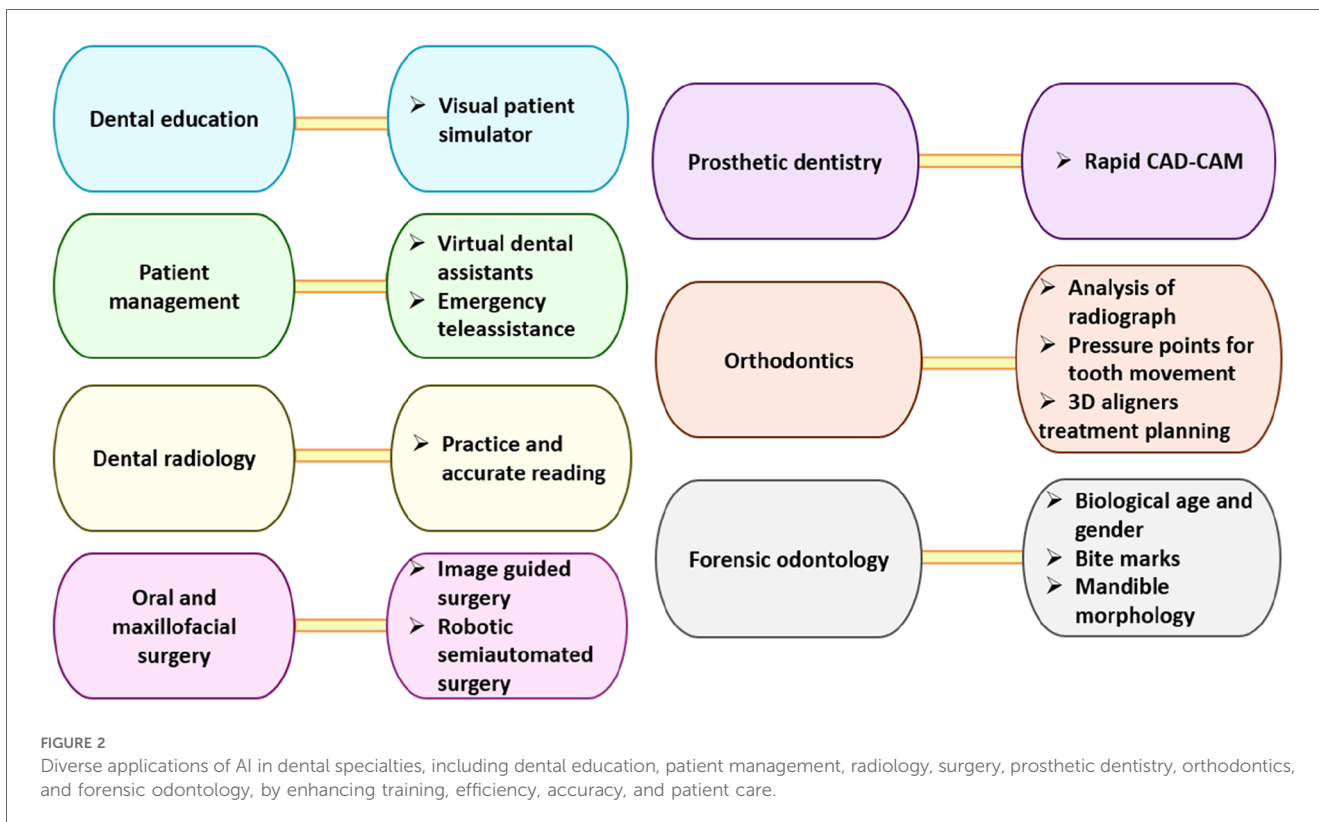 Dental education
➢ Visual patient
simulator
Patient
management
➢ Virtual dental
assistants
➢ Emergency
teleassistance
Dental radiology
➢ Practice and
accurate reading
Oral and
maxillofacial
surgery
➢ Image guided
surgery
➢ Robotic
semiautomated
surgery
Prosthetic dentistry
➢ Rapid CAD-CAM
Orthodontics
➢ Analysis of
radiograph
➢ Pressure points for
tooth movement
➢ 3D aligners
treatment planning
Forensic odontology
➢ Biological age and
gender
➢ Bite marks
➢ Mandible
morphology
FIGURE 2
Diverse applications of AI in dental specialties, including dental education, patient management, radiology, surgery, prosthetic dentistry, orthodontics,
and forensic odontology, by enhancing training, efficiency, accuracy, and patient care.